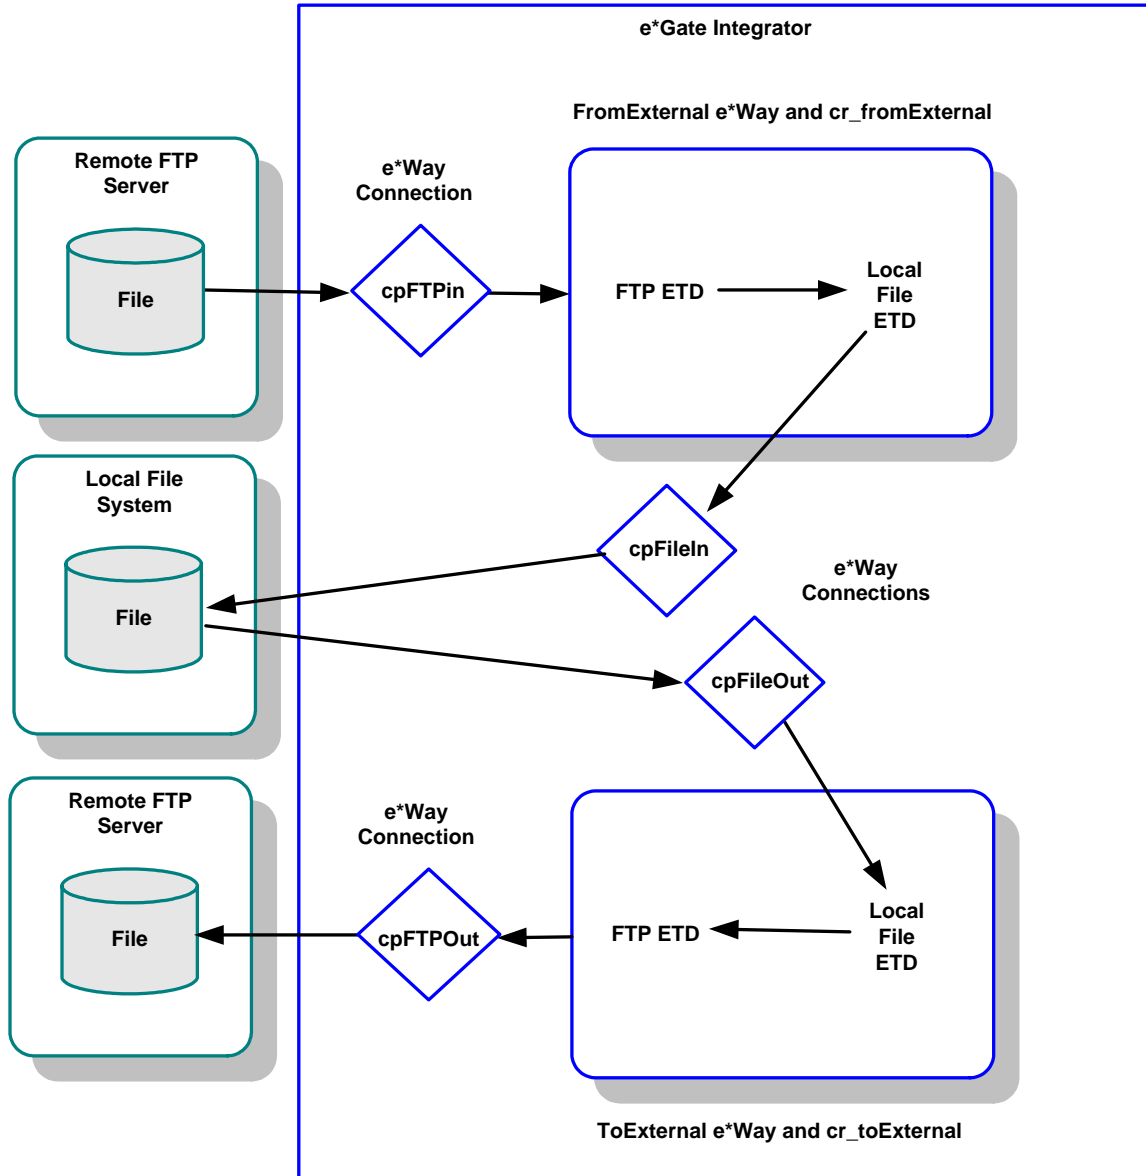 e*Gate Integrator
FromExternal e*Way and cr_fromExternal
Remote FTP
Server
File
e*Way
Connection
cpFTPin
FTP ETD
Local
File
ETD
Local File
System
File
cpFileIn
e*Way
Connections
cpFileOut
Remote FTP
Server
File
e*Way
Connection
cpFTPOut
FTP ETD
Local
File
ETD
ToExternal e*Way and cr_toExternal